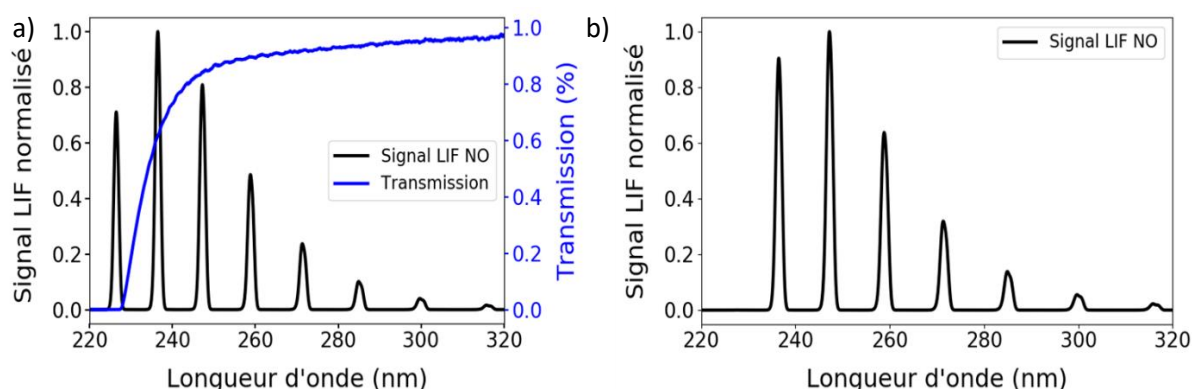 a)
Signal LIF normalisé
1.0
0.8
0.6
0.4
0.2
0.0
220 240 260 280 300 320
Longueur d'onde (nm)
Signal LIF NO
Transmission
1.0
0.8
0.6
0.4
0.2
0.0
Transmission (%)
b)
Signal LIF normalisé
1.0
0.8
0.6
0.4
0.2
0.0
220 240 260 280 300 320
Longueur d'onde (nm)
Signal LIF NO